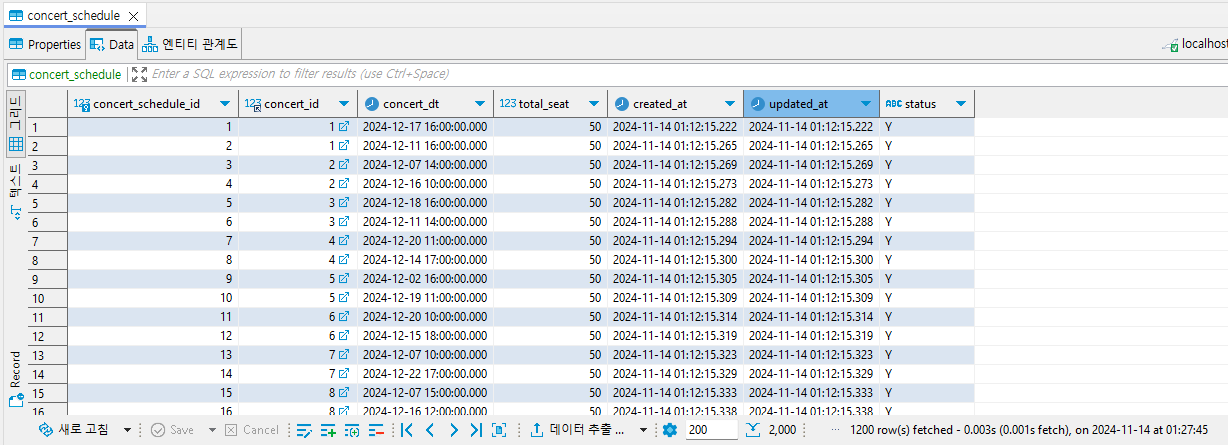 concert_schedule
Properties Data 엔티티 관계도 localhost
concert_schedule Enter a SQL expression to filter results (use Ctrl+Space)
그리드
텍스트
Record
123 concert_schedule_id 123 concert_id concert_dt 123 total_seat created_at updated_at ABC status
1 1 1 2024-12-17 16:00:00.000 50 2024-11-14 01:12:15.222 2024-11-14 01:12:15.222 Y
2 2 1 2024-12-11 16:00:00.000 50 2024-11-14 01:12:15.265 2024-11-14 01:12:15.265 Y
3 3 2 2024-12-07 14:00:00.000 50 2024-11-14 01:12:15.269 2024-11-14 01:12:15.269 Y
4 4 2 2024-12-16 10:00:00.000 50 2024-11-14 01:12:15.273 2024-11-14 01:12:15.273 Y
5 5 3 2024-12-18 16:00:00.000 50 2024-11-14 01:12:15.282 2024-11-14 01:12:15.282 Y
6 6 3 2024-12-11 14:00:00.000 50 2024-11-14 01:12:15.288 2024-11-14 01:12:15.288 Y
7 7 4 2024-12-20 11:00:00.000 50 2024-11-14 01:12:15.294 2024-11-14 01:12:15.294 Y
8 8 4 2024-12-14 17:00:00.000 50 2024-11-14 01:12:15.300 2024-11-14 01:12:15.300 Y
9 9 5 2024-12-02 16:00:00.000 50 2024-11-14 01:12:15.305 2024-11-14 01:12:15.305 Y
10 10 5 2024-12-19 11:00:00.000 50 2024-11-14 01:12:15.309 2024-11-14 01:12:15.309 Y
11 11 6 2024-12-20 10:00:00.000 50 2024-11-14 01:12:15.314 2024-11-14 01:12:15.314 Y
12 12 6 2024-12-15 18:00:00.000 50 2024-11-14 01:12:15.319 2024-11-14 01:12:15.319 Y
13 13 7 2024-12-07 10:00:00.000 50 2024-11-14 01:12:15.323 2024-11-14 01:12:15.323 Y
14 14 7 2024-12-22 17:00:00.000 50 2024-11-14 01:12:15.329 2024-11-14 01:12:15.329 Y
15 15 8 2024-12-07 15:00:00.000 50 2024-11-14 01:12:15.333 2024-11-14 01:12:15.333 Y
16 16 8 2024-12-16 12:00:00.000 50 2024-11-14 01:12:15.338 2024-11-14 01:12:15.338 Y
새로 고침 Save Cancel 데이터 추출 ... 200 2,000 ... 1200 row(s) fetched - 0.003s (0.001s fetch), on 2024-11-14 at 01:27:45